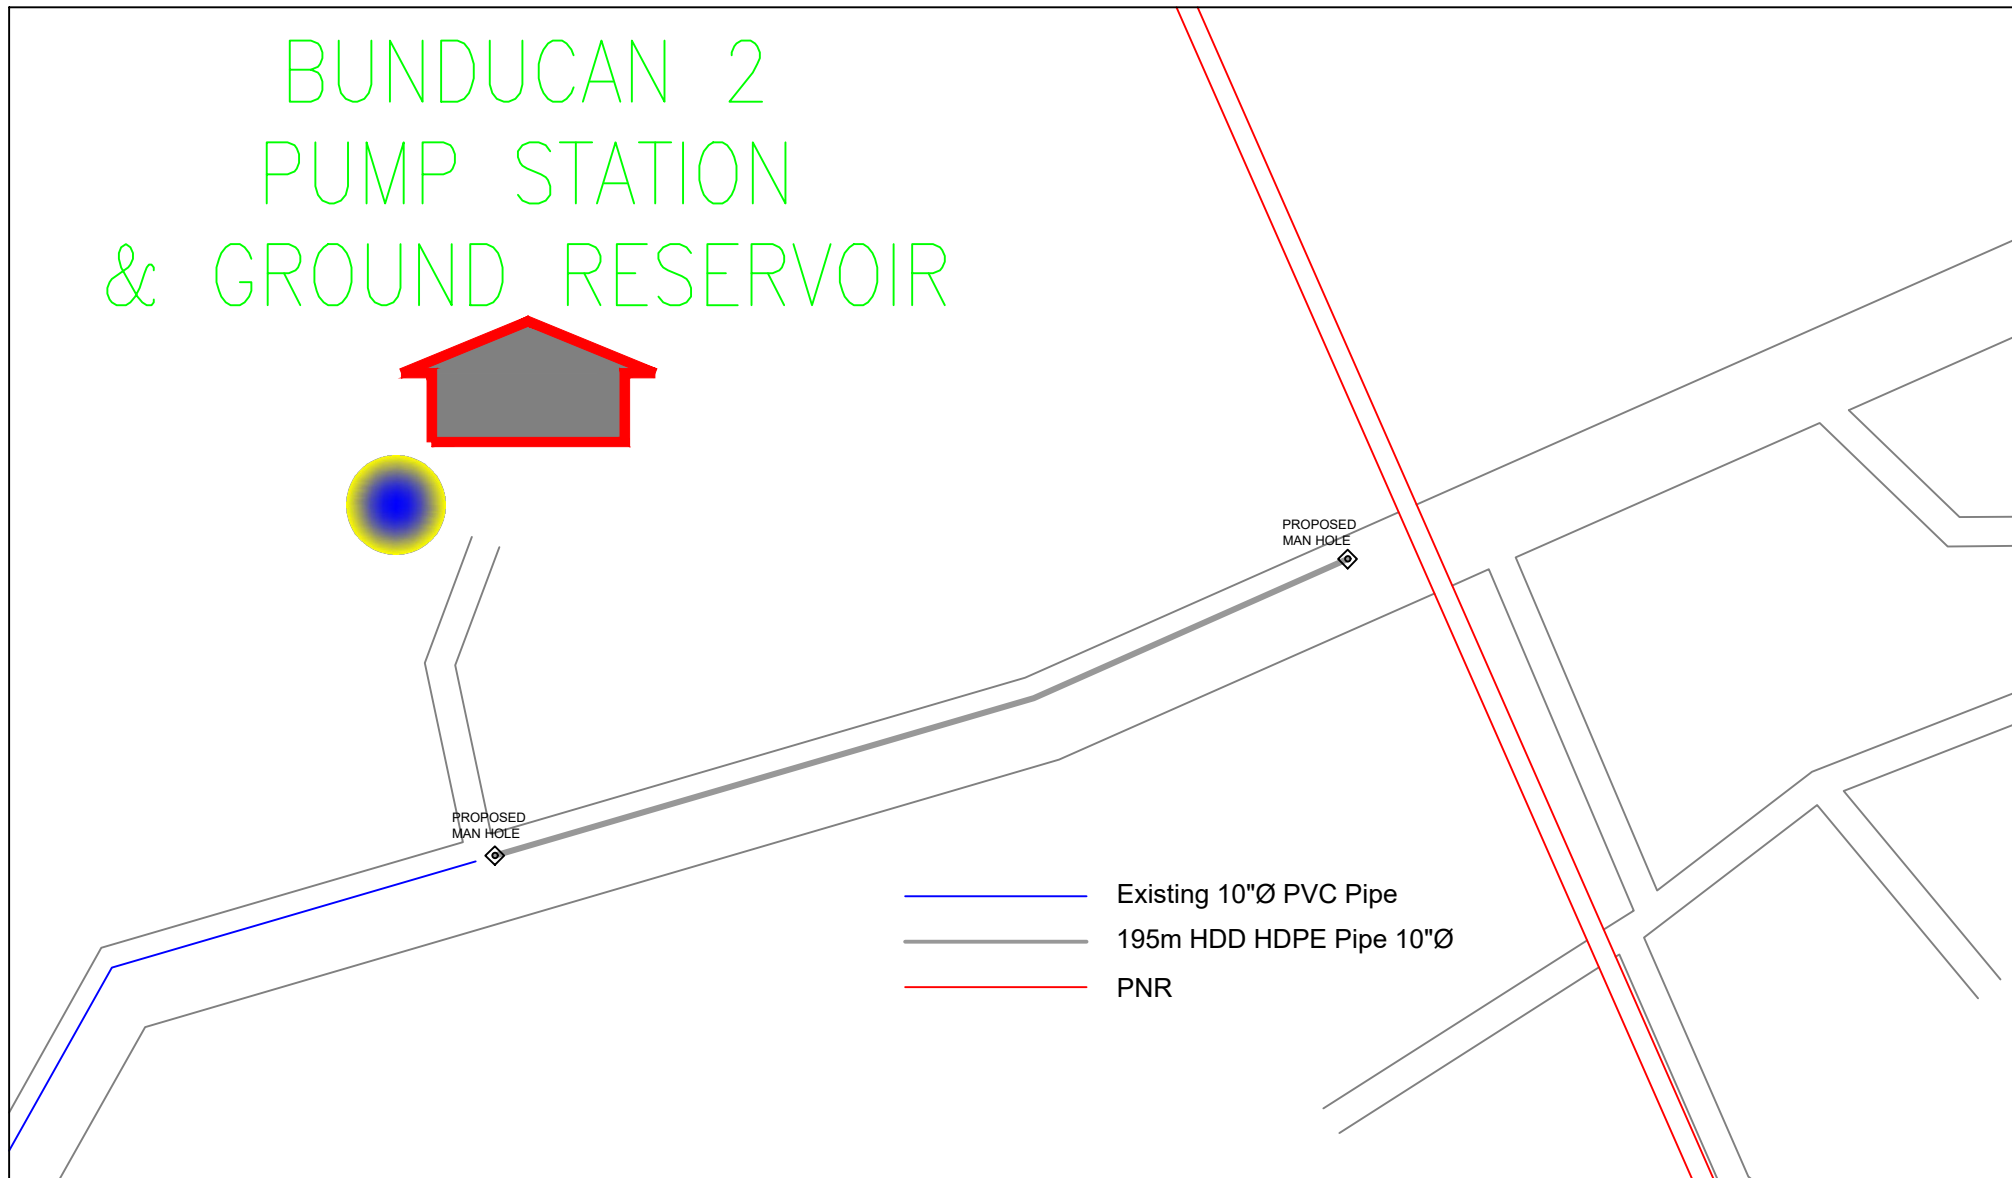 BUNDUCAN 2
PUMP STATION
& GROUND RESERVOIR
PROPOSED
MAN HOLE
PROPOSED
MAN HOLE
Existing 10"Ø PVC Pipe
195m HDD HDPE Pipe 10"Ø
PNR